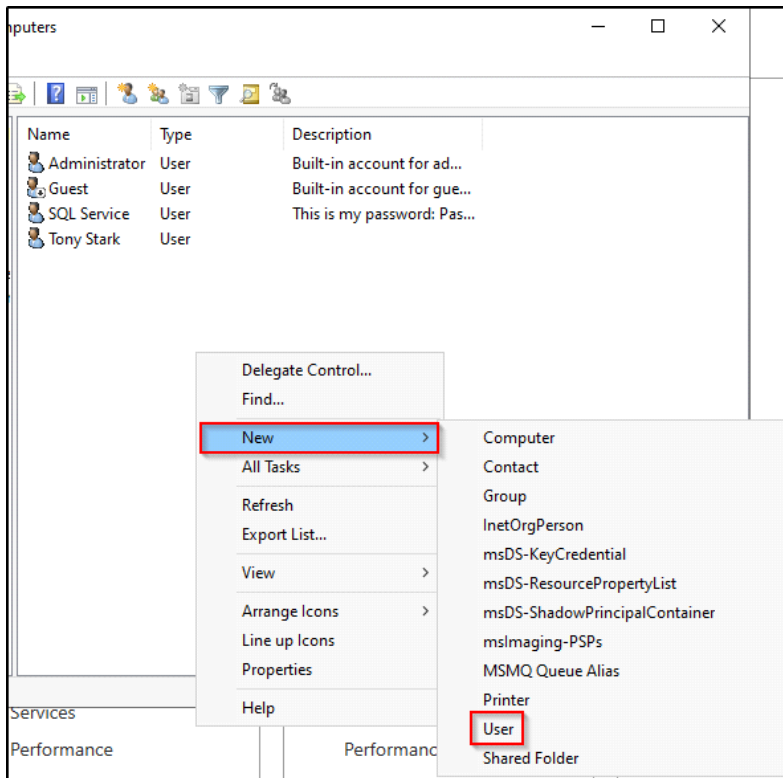 nputers
Name Type Description
Administrator User Built-in account for ad...
Guest User Built-in account for gue...
SQL Service User This is my password: Pas...
Tony Stark User
Delegate Control...
Find...
New
All Tasks
Refresh
Export List...
View
Arrange Icons
Line up Icons
Properties
Help
Computer
Contact
Group
InetOrgPerson
msDS-KeyCredential
msDS-ResourcePropertyList
msDS-ShadowPrincipalContainer
msImaging-PSPs
MSMQ Queue Alias
Printer
User
Shared Folder
Services
Performance Performanc